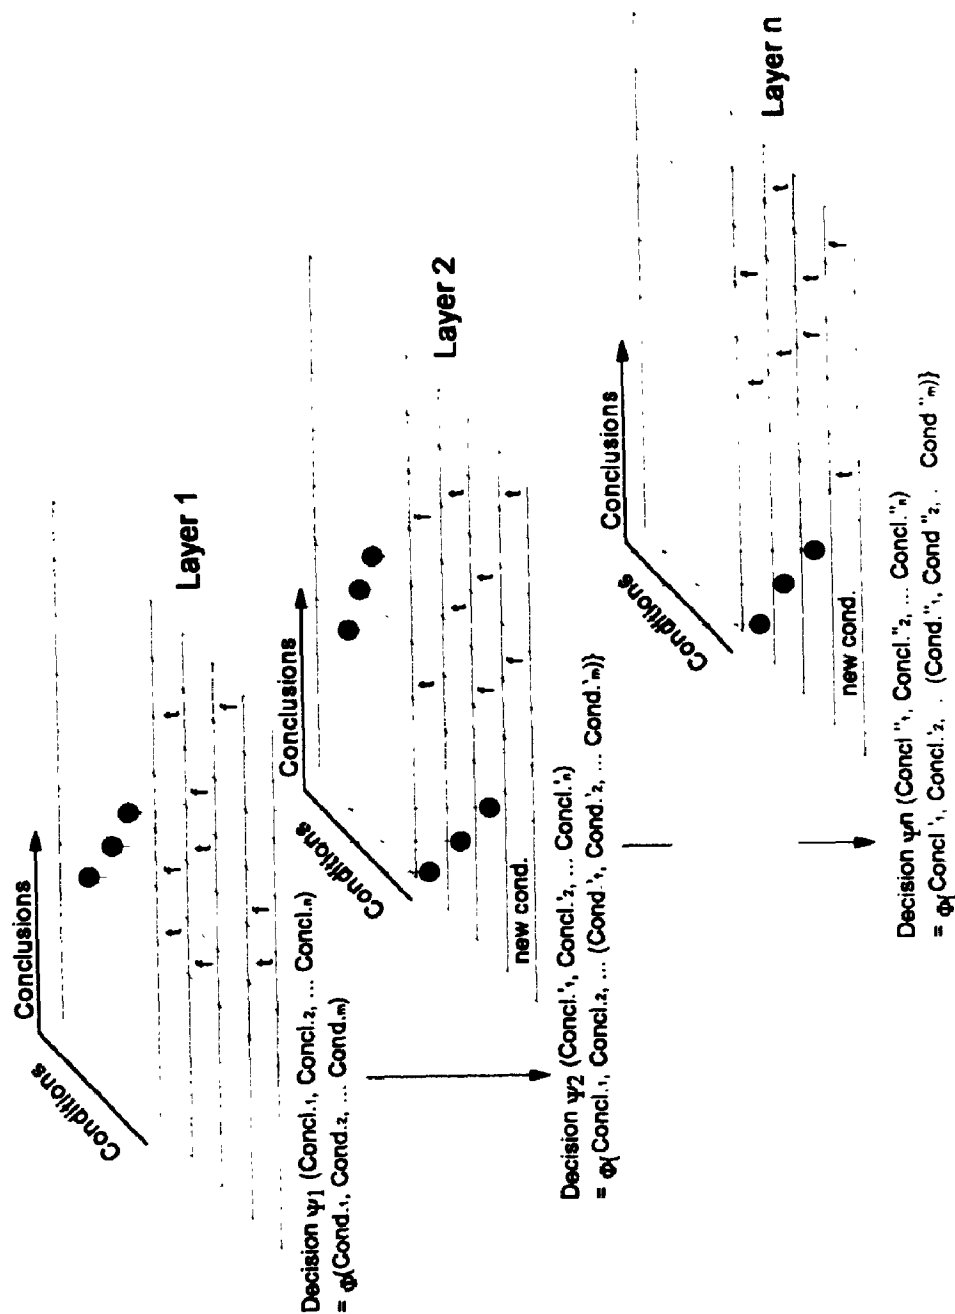 Conclusions
Conditions
Layer 1
t f f t
f t f
t f
Decision ψ1 (Concl.1, Concl.2, ... Concl.n)
= Φ(Cond.1, Cond.2, ... Cond.m)
Conclusions
Conditions
Layer 2
t f
t t
f t
f t
new cond.
Decision ψ2 (Concl.'1, Concl.'2, ... Concl.'n)
= Φ{Concl.1, Concl.2, ... (Cond.'1, Cond.'2, ... Cond.'m)}
Conclusions
Conditions
Layer n
t f
t t
f t
t f
new cond.
Decision ψn (Concl."1, Concl."2, ... Concl."n)
= Φ{Concl.'1, Concl.'2, . (Cond."1, Cond "2, . Cond "m)}